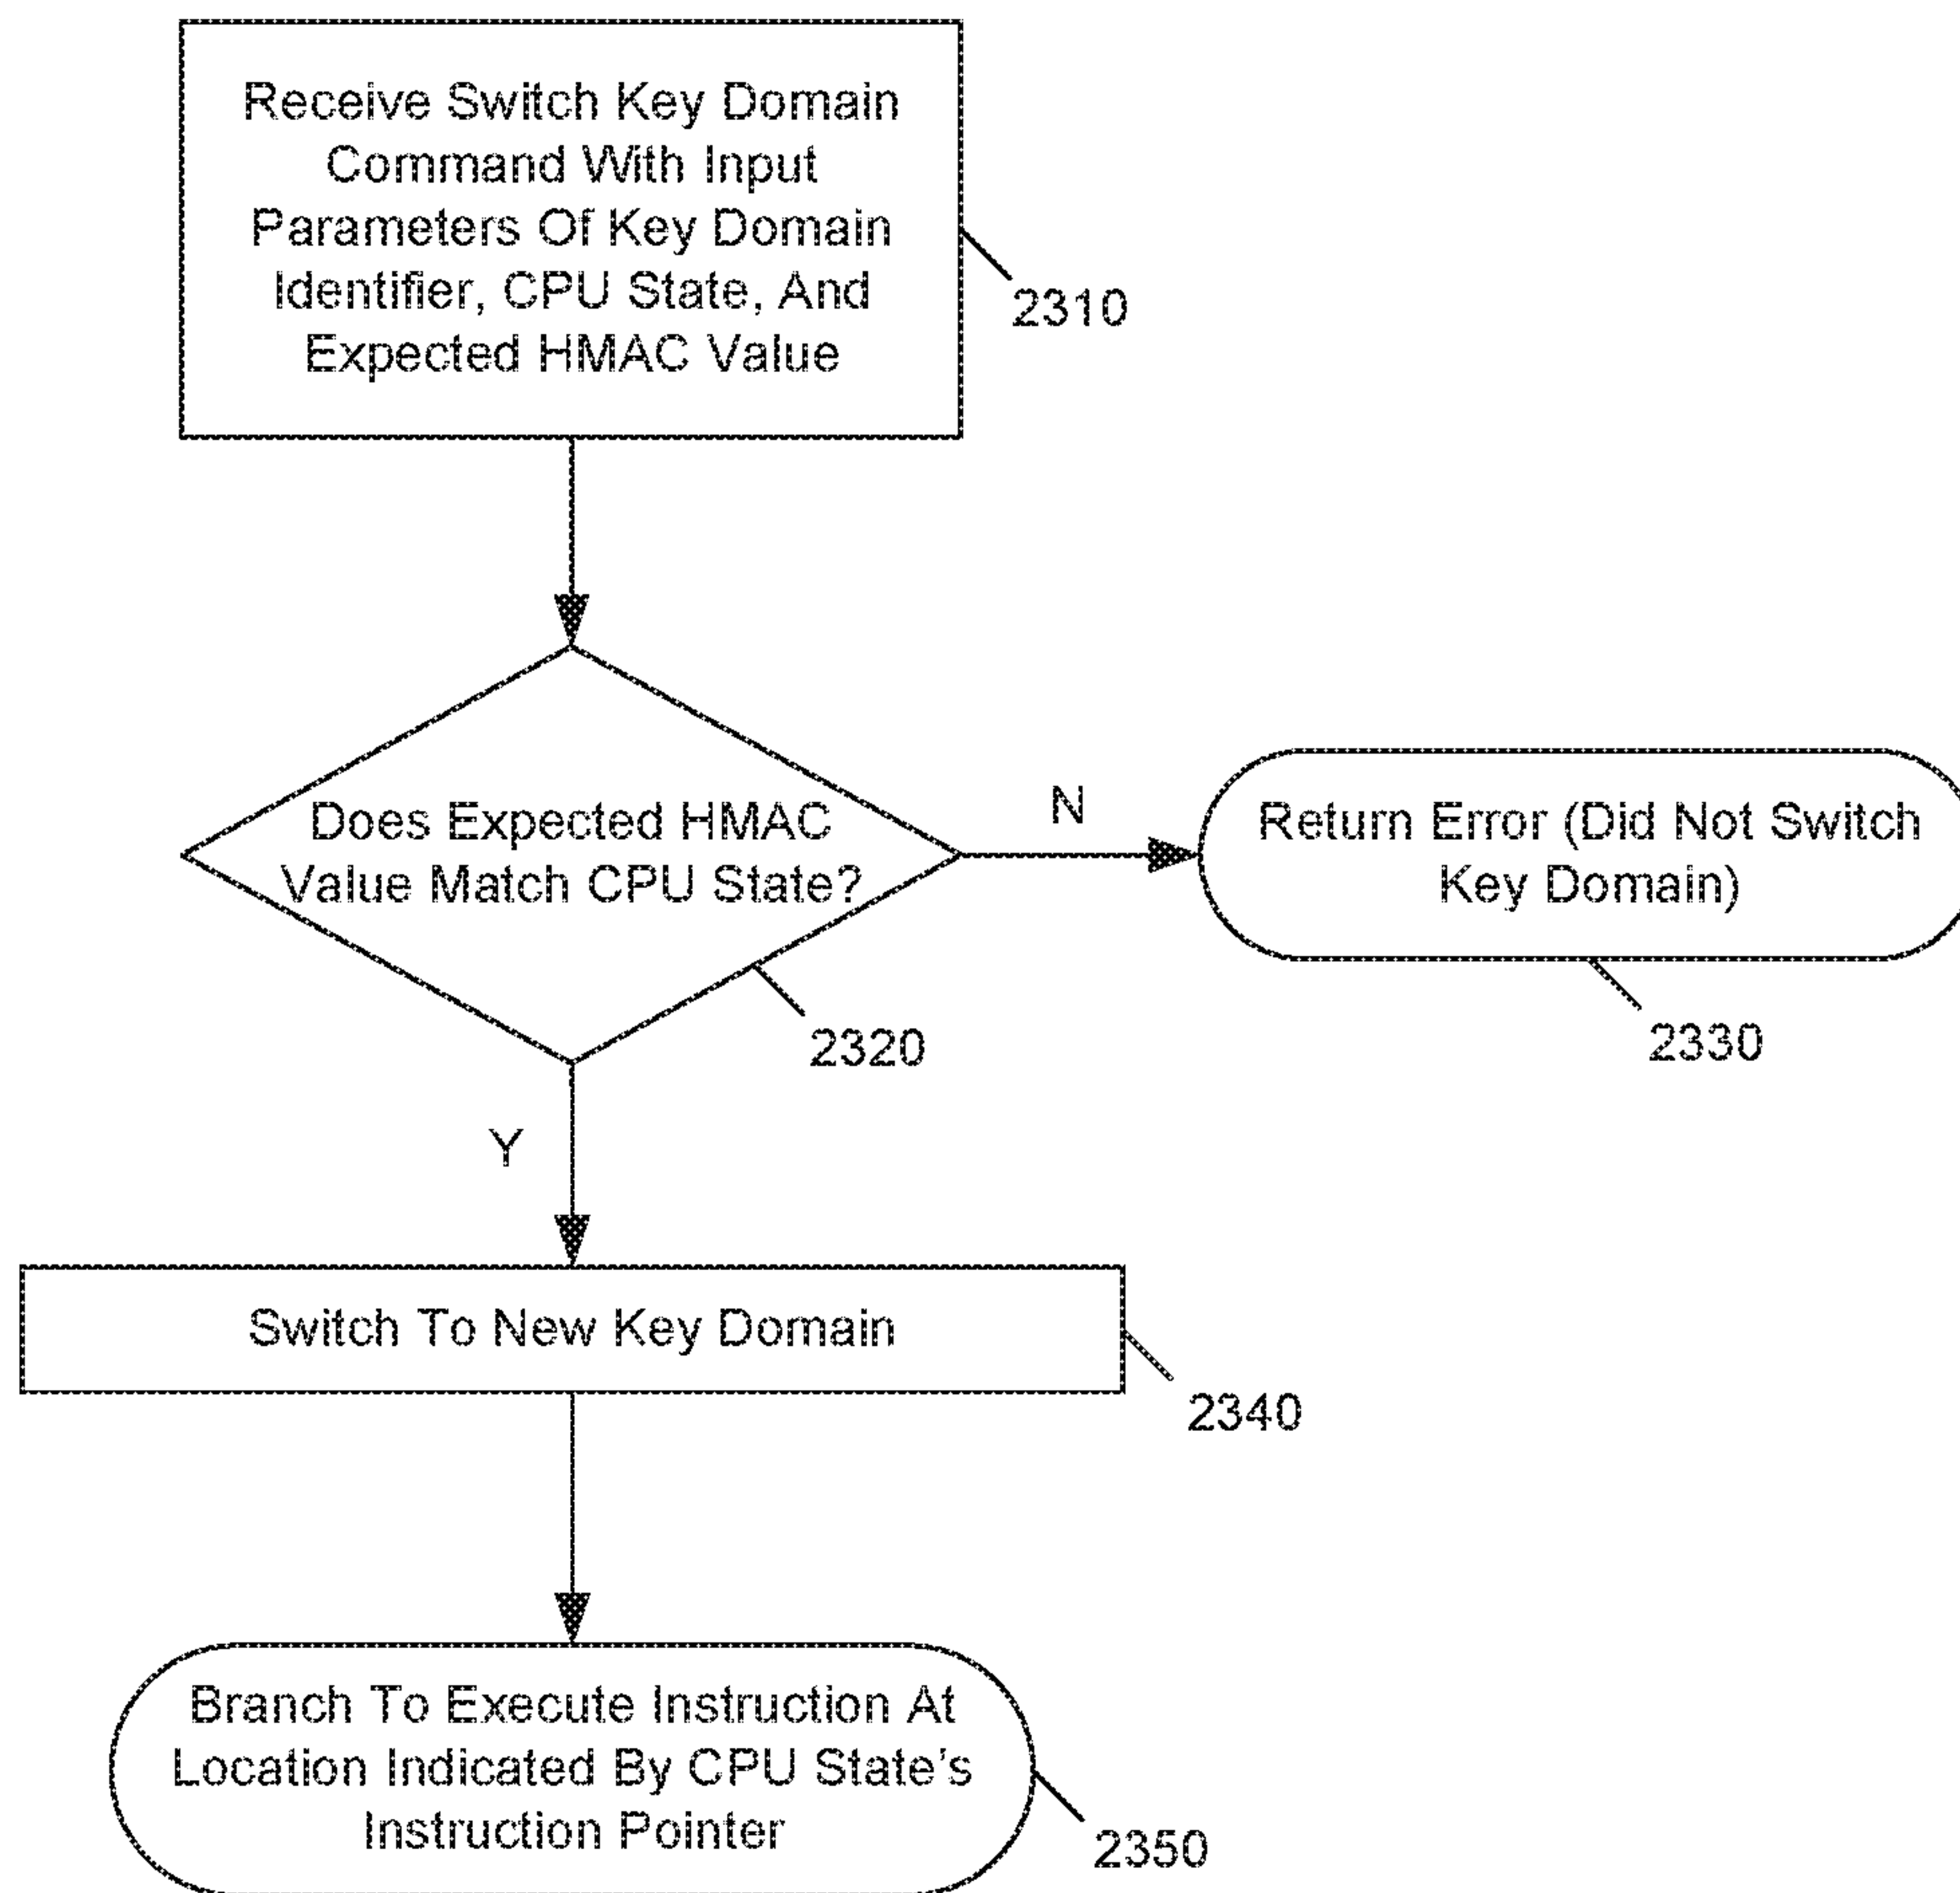 Receive Switch Key Domain
Command With Input
Parameters Of Key Domain
Identifier, CPU State, And
Expected HMAC Value
2310
Does Expected HMAC
Value Match CPU State?
2320
N
Return Error (Did Not Switch
Key Domain)
2330
Y
Switch To New Key Domain
2340
Branch To Execute Instruction At
Location Indicated By CPU State's
Instruction Pointer
2350